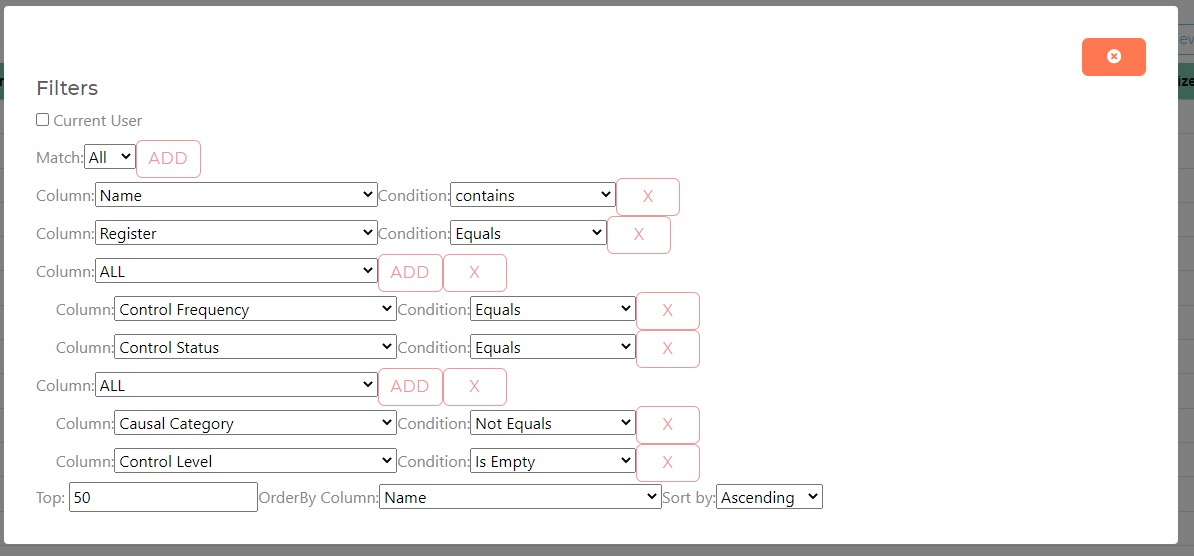 ev
ize
Filters
Current User
Match: All ADD
Column: Name Condition: contains X
Column: Register Condition: Equals X
Column: ALL ADD X
Column: Control Frequency Condition: Equals X
Column: Control Status Condition: Equals X
Column: ALL ADD X
Column: Causal Category Condition: Not Equals X
Column: Control Level Condition: Is Empty X
Top: 50 OrderBy Column: Name Sort by: Ascending